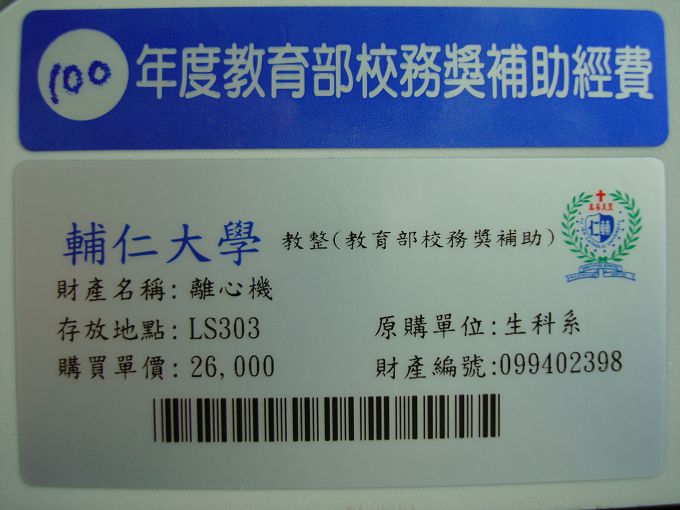 100 年度教育部校務獎補助經費
輔仁大學 教整(教育部校務獎補助)
財產名稱: 離心機
存放地點: LS303 原購單位: 生科系
購買單價: 26,000 財產編號:099402398